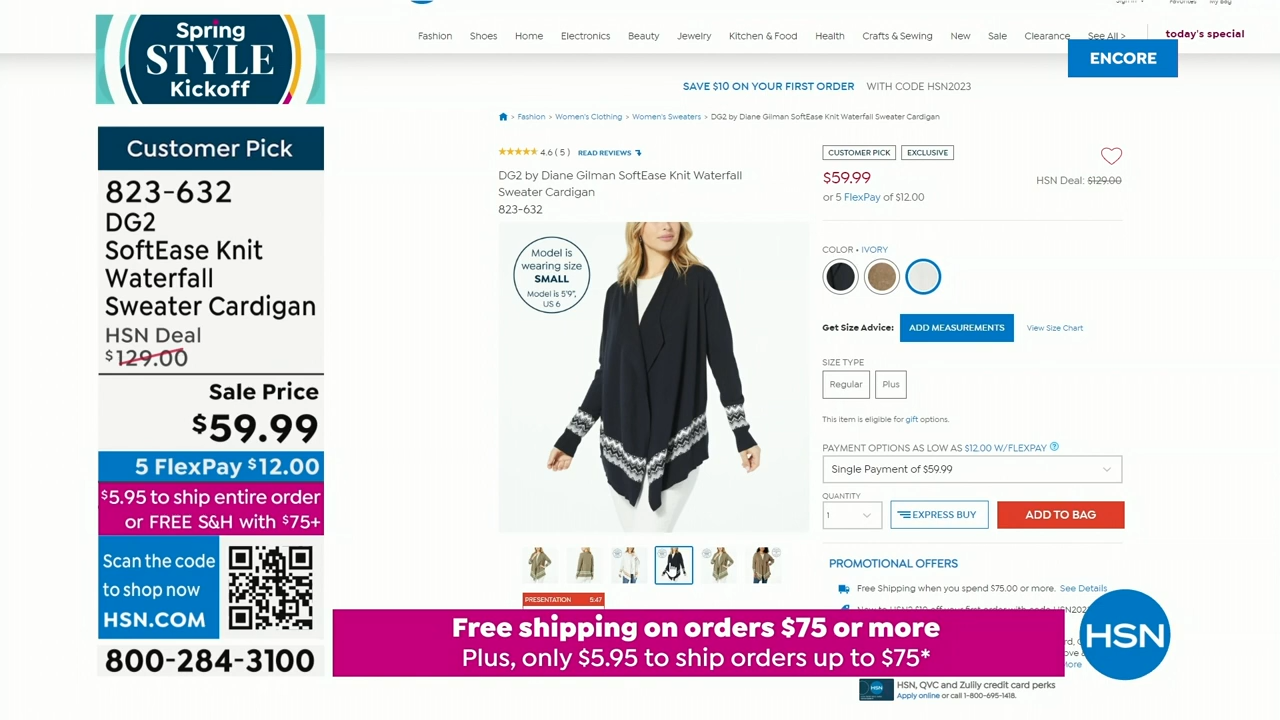 Spring
STYLE
Kickoff
Customer Pick
823-632
DG2
SoftEase Knit
Waterfall
Sweater Cardigan
HSN Deal
$129.00
Sale Price
$59.99
5 FlexPay $12.00
$5.95 to ship entire order
or FREE S&H with $75+
Scan the code
to shop now
HSN.COM
800-284-3100
Fashion Shoes Home Electronics Beauty Jewelry Kitchen & Food Health Crafts & Sewing New Sale Clearance See All > today's special
ENCORE
SAVE $10 ON YOUR FIRST ORDER WITH CODE HSN2023
> Fashion > Women's Clothing > Women's Sweaters > DG2 by Diane Gilman SoftEase Knit Waterfall Sweater Cardigan
4.6 ( 5 ) READ REVIEWS
DG2 by Diane Gilman SoftEase Knit Waterfall
Sweater Cardigan
823-632
Model is
wearing size
SMALL
Model is 5'9",
US 6
PRESENTATION 5:47
CUSTOMER PICK EXCLUSIVE
$59.99 HSN Deal: $129.00
or 5 FlexPay of $12.00
COLOR • IVORY
Get Size Advice: ADD MEASUREMENTS View Size Chart
SIZE TYPE
Regular Plus
This item is eligible for gift options.
PAYMENT OPTIONS AS LOW AS $12.00 W/FLEXPAY ?
Single Payment of $59.99
QUANTITY
1 EXPRESS BUY ADD TO BAG
PROMOTIONAL OFFERS
Free Shipping when you spend $75.00 or more. See Details
Free shipping on orders $75 or more
Plus, only $5.95 to ship orders up to $75*
HSN
HSN, QVC and Zulily credit card perks
Apply online or call 1-800-695-1418.